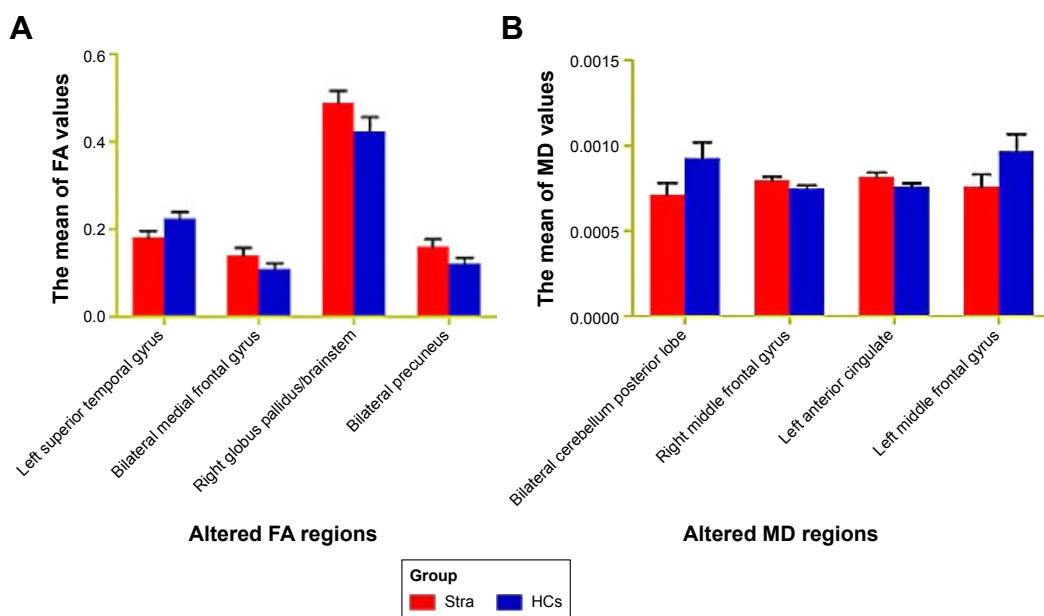 A
The mean of FA values
0.6
0.4
0.2
0.0
Left superior temporal gyrus
Bilateral medial frontal gyrus
Right globus pallidus/brainstem
Bilateral precuneus
Altered FA regions
B
The mean of MD values
0.0015
0.0010
0.0005
0.0000
Bilateral cerebellum posterior lobe
Right middle frontal gyrus
Left anterior cingulate
Left middle frontal gyrus
Altered MD regions
Group
Stra HCs